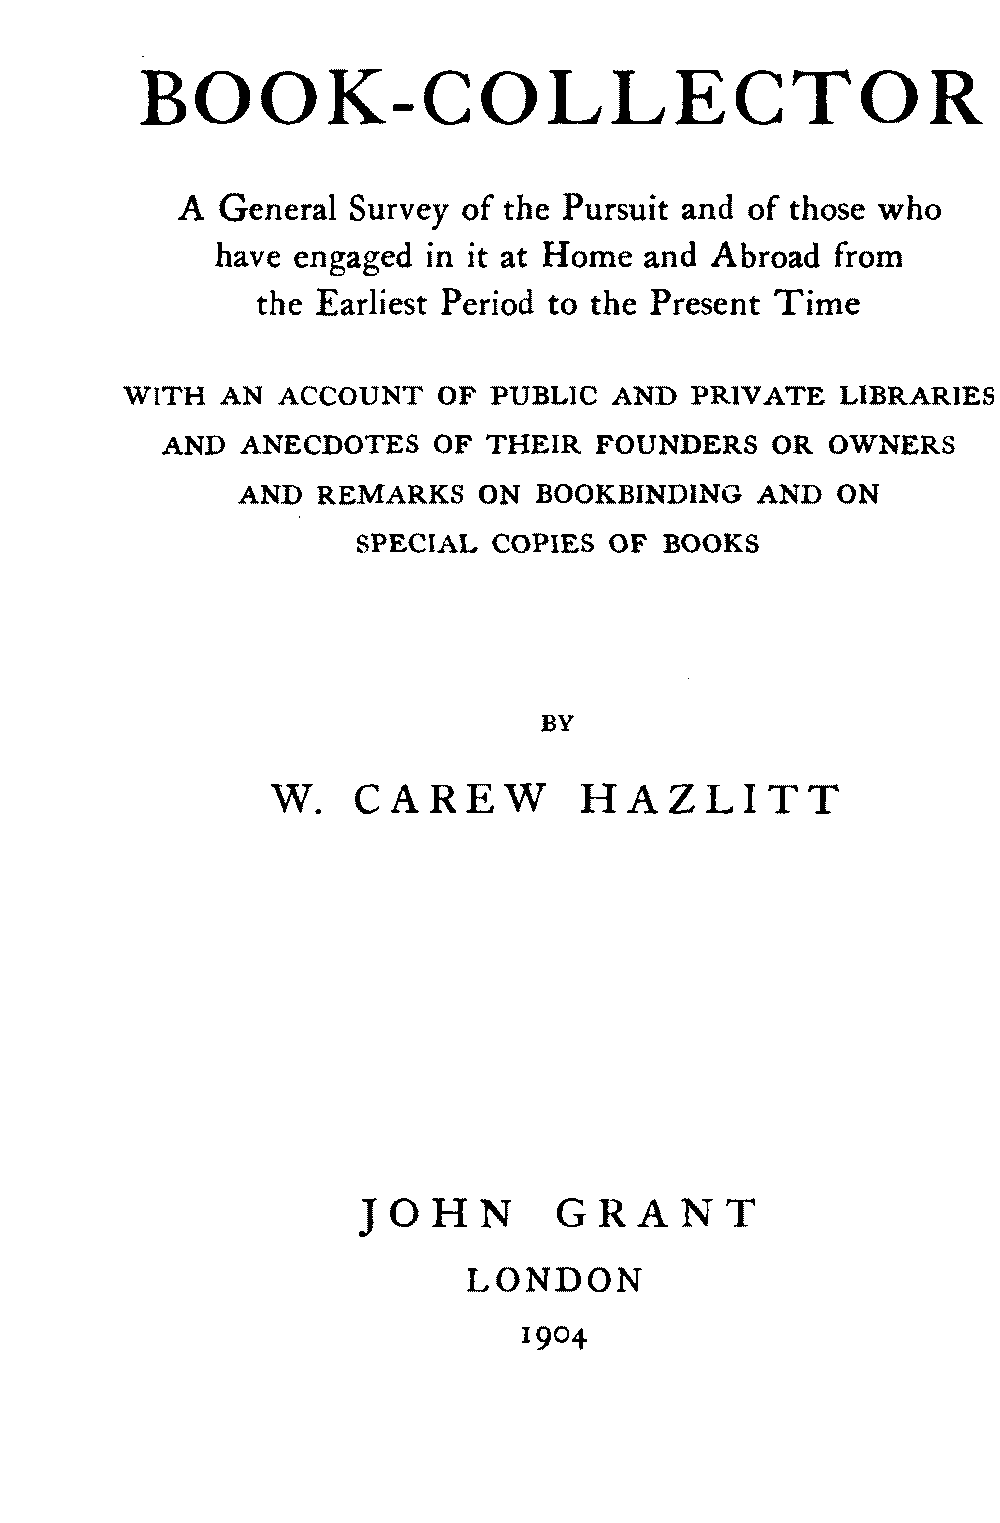 BOOK-COLLECTOR
A General Survey of the Pursuit and of those who
have engaged in it at Home and Abroad from
the Earliest Period to the Present Time
WITH AN ACCOUNT OF PUBLIC AND PRIVATE LIBRARIES
AND ANECDOTES OF THEIR FOUNDERS OR OWNERS
AND REMARKS ON BOOKBINDING AND ON
SPECIAL COPIES OF BOOKS
BY
W. CAREW HAZLITT
JOHN GRANT
LONDON
1904